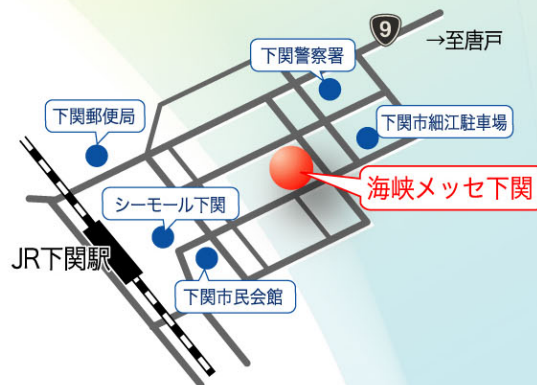 9
→至唐戸
下関警察署
下関郵便局
下関市細江駐車場
海峡メッセ下関
シーモール下関
JR下関駅
下関市民会館